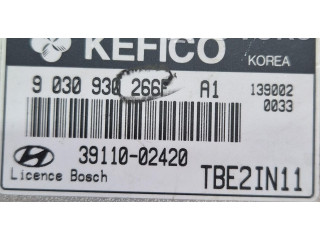 KEFICO
KOREA
9 030 930 266F A1 139002
0033
39110-02420
Licence Bosch TBE2IN11